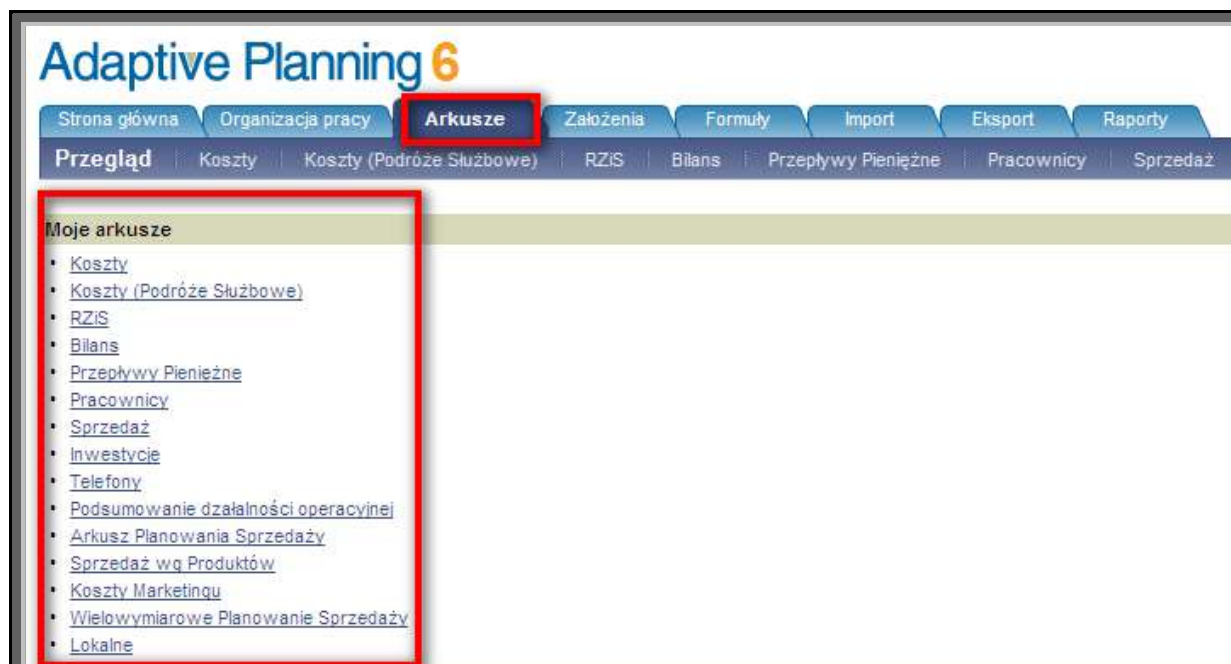 Adaptive Planning 6
Strona główna Organizacja pracy Arkusze Założenia Formuły Import Eksport Raporty
Przegląd Koszty Koszty (Podróże Służbowe) RZiS Bilans Przepływy Pieniężne Pracownicy Sprzedaż
Moje arkusze
• Koszty
• Koszty (Podróże Służbowe)
• RZiS
• Bilans
• Przepływy Pieniężne
• Pracownicy
• Sprzedaż
• Inwestycje
• Telefony
• Podsumowanie dzałalności operacyjnej
• Arkusz Planowania Sprzedaży
• Sprzedaż wg Produktów
• Koszty Marketingu
• Wielowymiarowe Planowanie Sprzedaży
• Lokalne